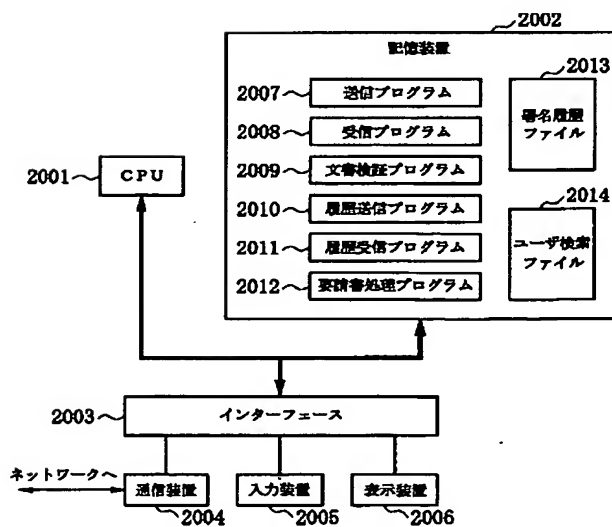 2002
記憶装置
2007 送信プログラム
2008 受信プログラム
2009 文書検証プログラム
2010 履歴送信プログラム
2011 履歴受信プログラム
2012 要請書処理プログラム
2013
署名履歴
ファイル
2014
ユーザ検索
ファイル
2001 CPU
2003 インターフェース
ネットワークへ
通信装置
2004
入力装置
2005
表示装置
2006